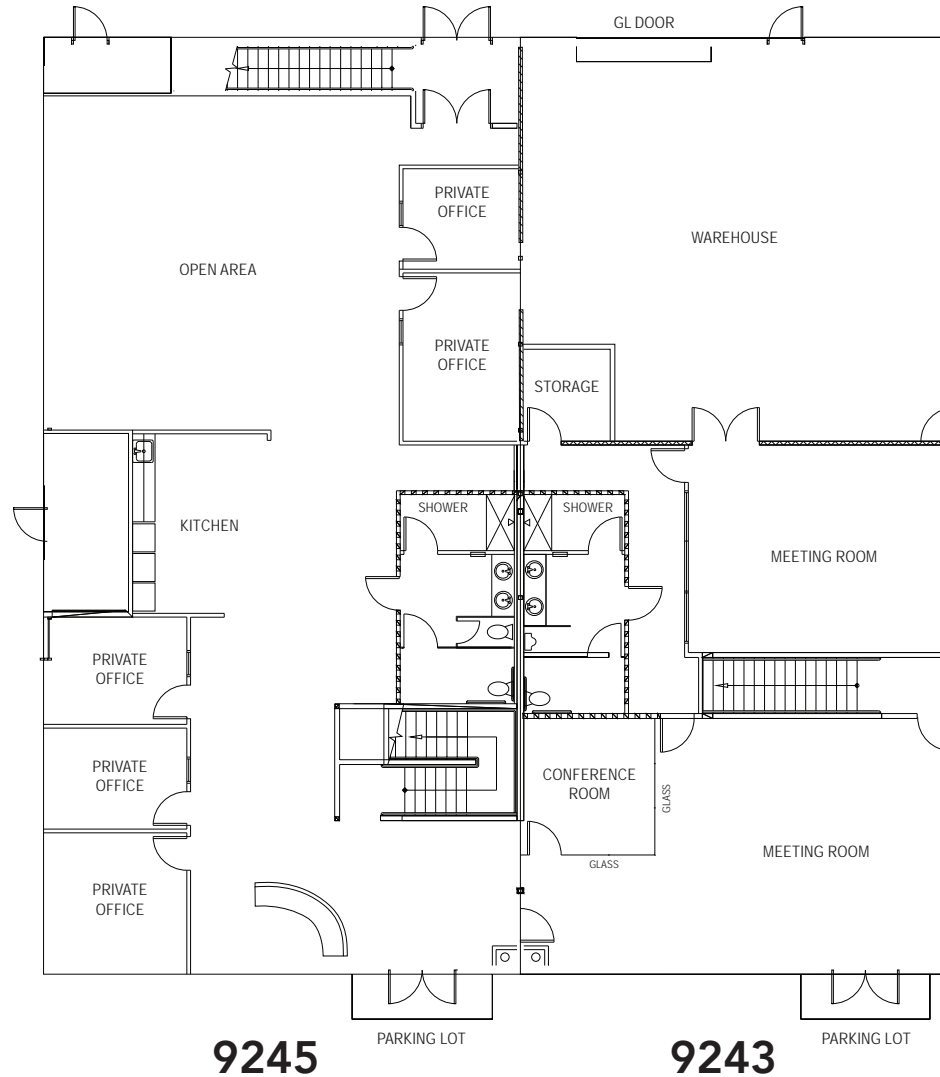 GL DOOR
PRIVATE
OFFICE
WAREHOUSE
OPEN AREA
PRIVATE
OFFICE
STORAGE
SHOWER
SHOWER
KITCHEN
MEETING ROOM
PRIVATE
OFFICE
PRIVATE
OFFICE
CONFERENCE
ROOM
GLASS
GLASS
MEETING ROOM
PRIVATE
OFFICE
PARKING LOT
PARKING LOT
9245
9243